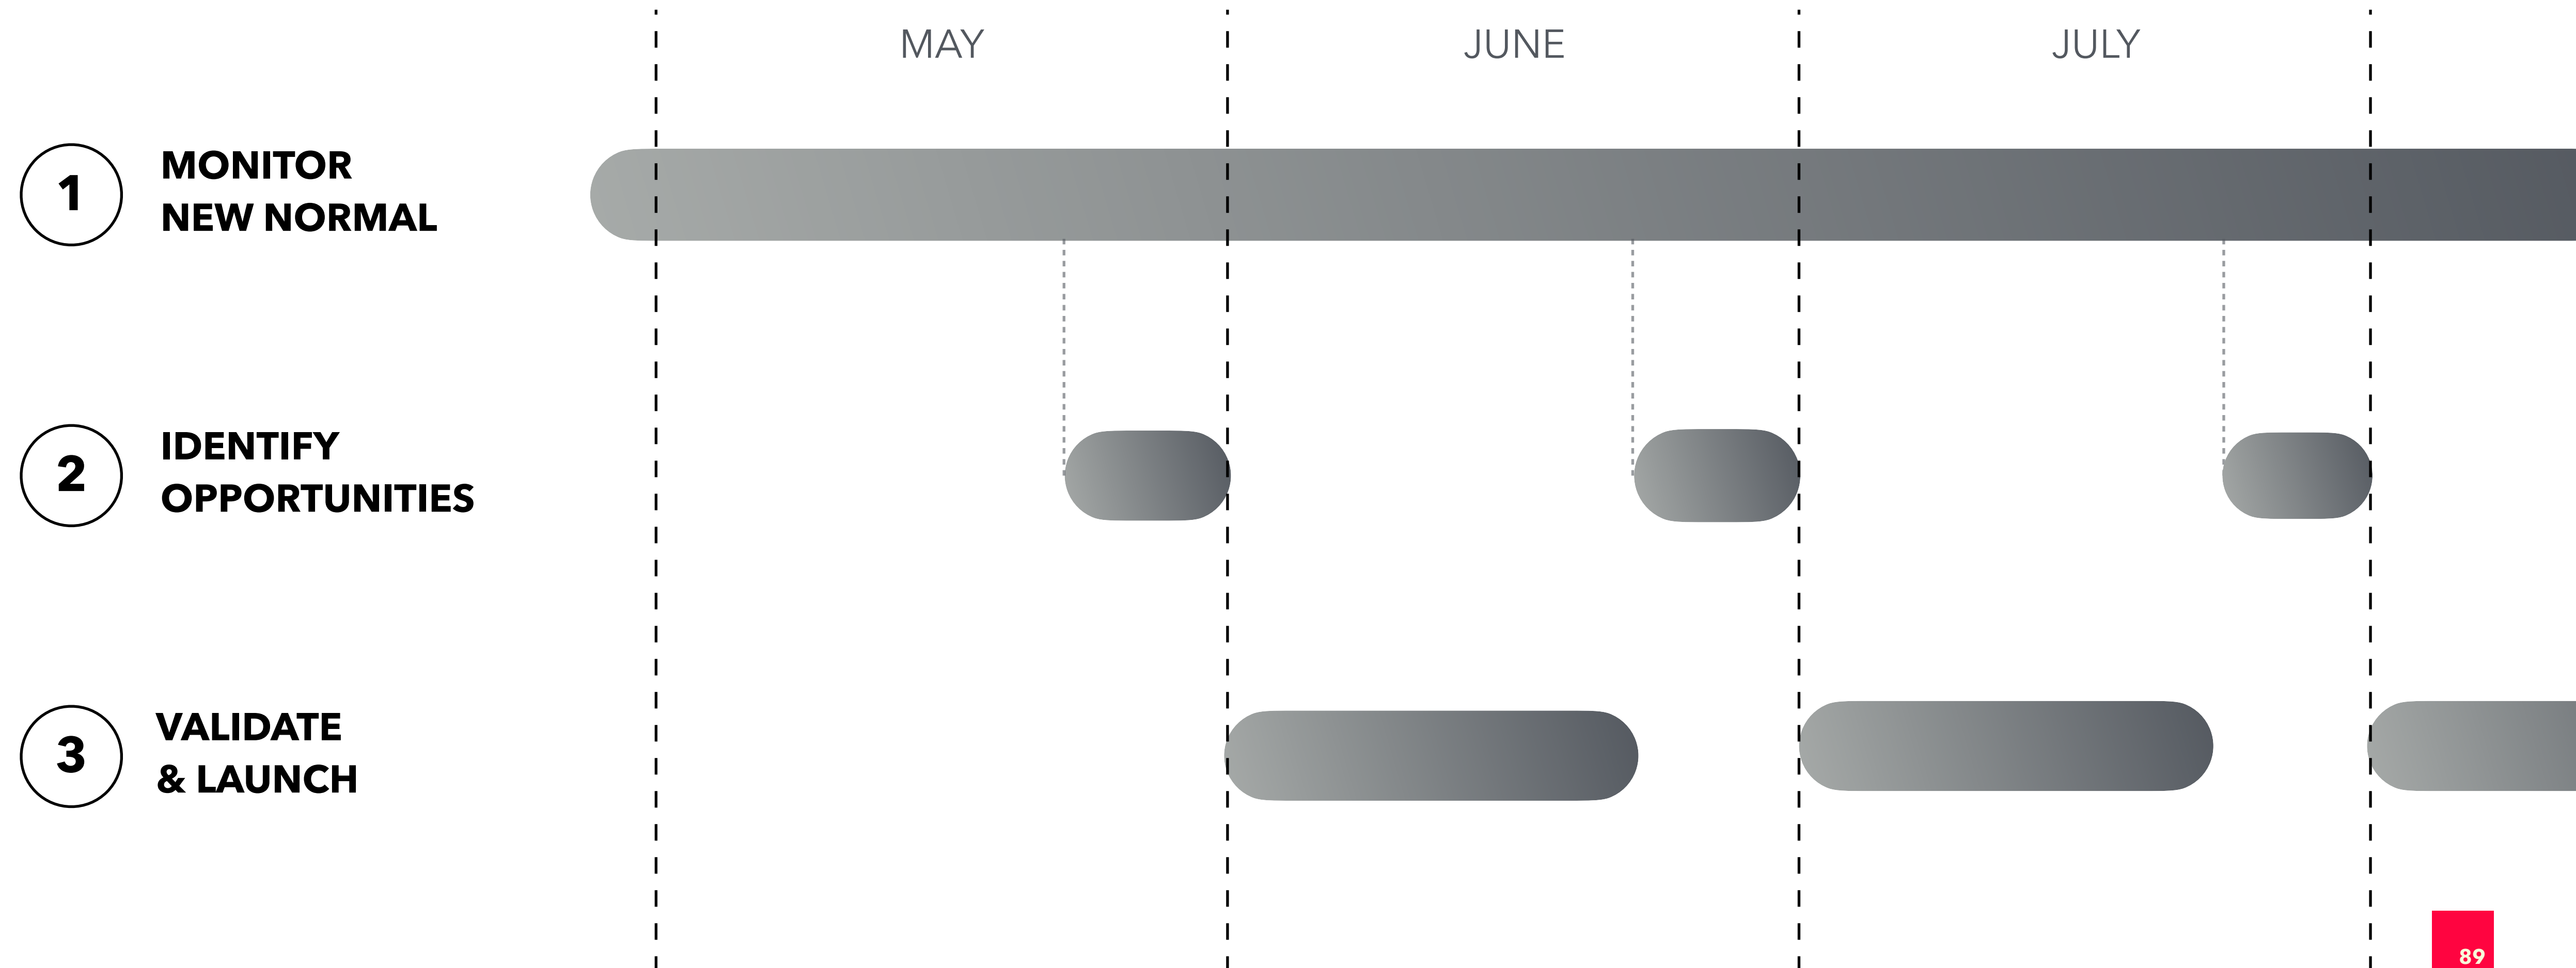 MAY
JUNE
JULY
1
MONITOR
NEW NORMAL
2
IDENTIFY
OPPORTUNITIES
3
VALIDATE
& LAUNCH
89